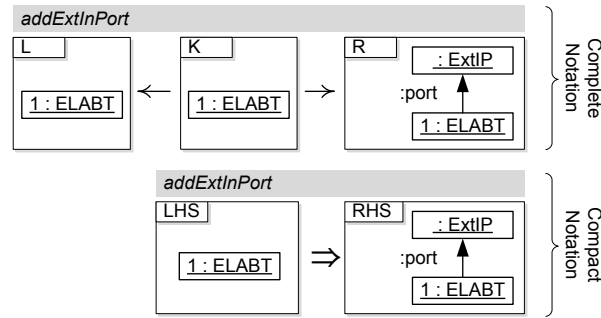 addExtInPort
L
K
R
1 : ELABT
1 : ELABT
: ExtIP
:port
1 : ELABT
Complete
Notation
addExtInPort
LHS
RHS
1 : ELABT
: ExtIP
:port
1 : ELABT
Compact
Notation